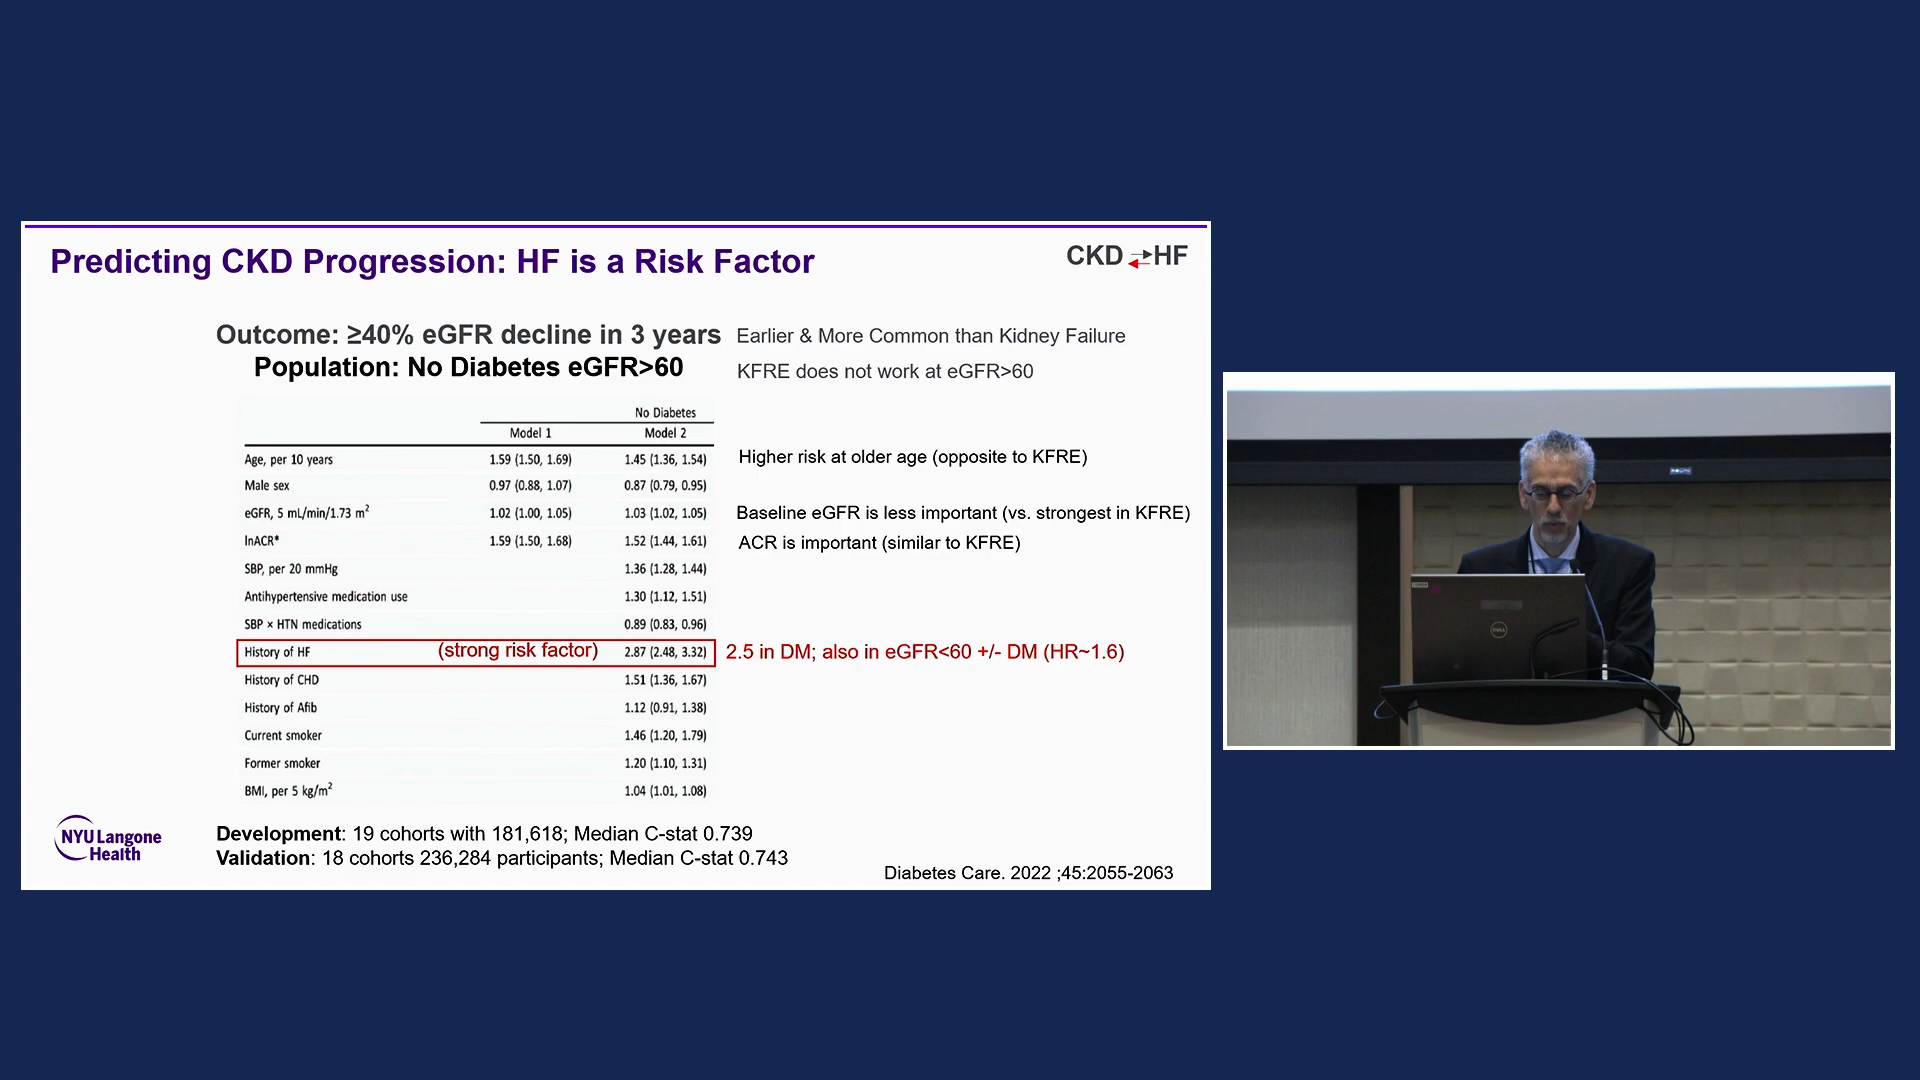 Predicting CKD Progression: HF is a Risk Factor
CKD ⇄ HF
Outcome: ≥40% eGFR decline in 3 years
Earlier & More Common than Kidney Failure
Population: No Diabetes eGFR>60
KFRE does not work at eGFR>60
No Diabetes
Model 1 Model 2
Age, per 10 years 1.59 (1.50, 1.69) 1.45 (1.36, 1.54)
Higher risk at older age (opposite to KFRE)
Male sex 0.97 (0.88, 1.07) 0.87 (0.79, 0.95)
eGFR, 5 mL/min/1.73 m² 1.02 (1.00, 1.05) 1.03 (1.02, 1.05)
Baseline eGFR is less important (vs. strongest in KFRE)
lnACR* 1.59 (1.50, 1.68) 1.52 (1.44, 1.61)
ACR is important (similar to KFRE)
SBP, per 20 mmHg 1.36 (1.28, 1.44)
Antihypertensive medication use 1.30 (1.12, 1.51)
SBP × HTN medications 0.89 (0.83, 0.96)
History of HF (strong risk factor) 2.87 (2.48, 3.32)
2.5 in DM; also in eGFR<60 +/- DM (HR~1.6)
History of CHD 1.51 (1.36, 1.67)
History of Afib 1.12 (0.91, 1.38)
Current smoker 1.46 (1.20, 1.79)
Former smoker 1.20 (1.10, 1.31)
BMI, per 5 kg/m² 1.04 (1.01, 1.08)
NYU Langone
Health
Development: 19 cohorts with 181,618; Median C-stat 0.739
Validation: 18 cohorts 236,284 participants; Median C-stat 0.743
Diabetes Care. 2022 ;45:2055-2063
DELL